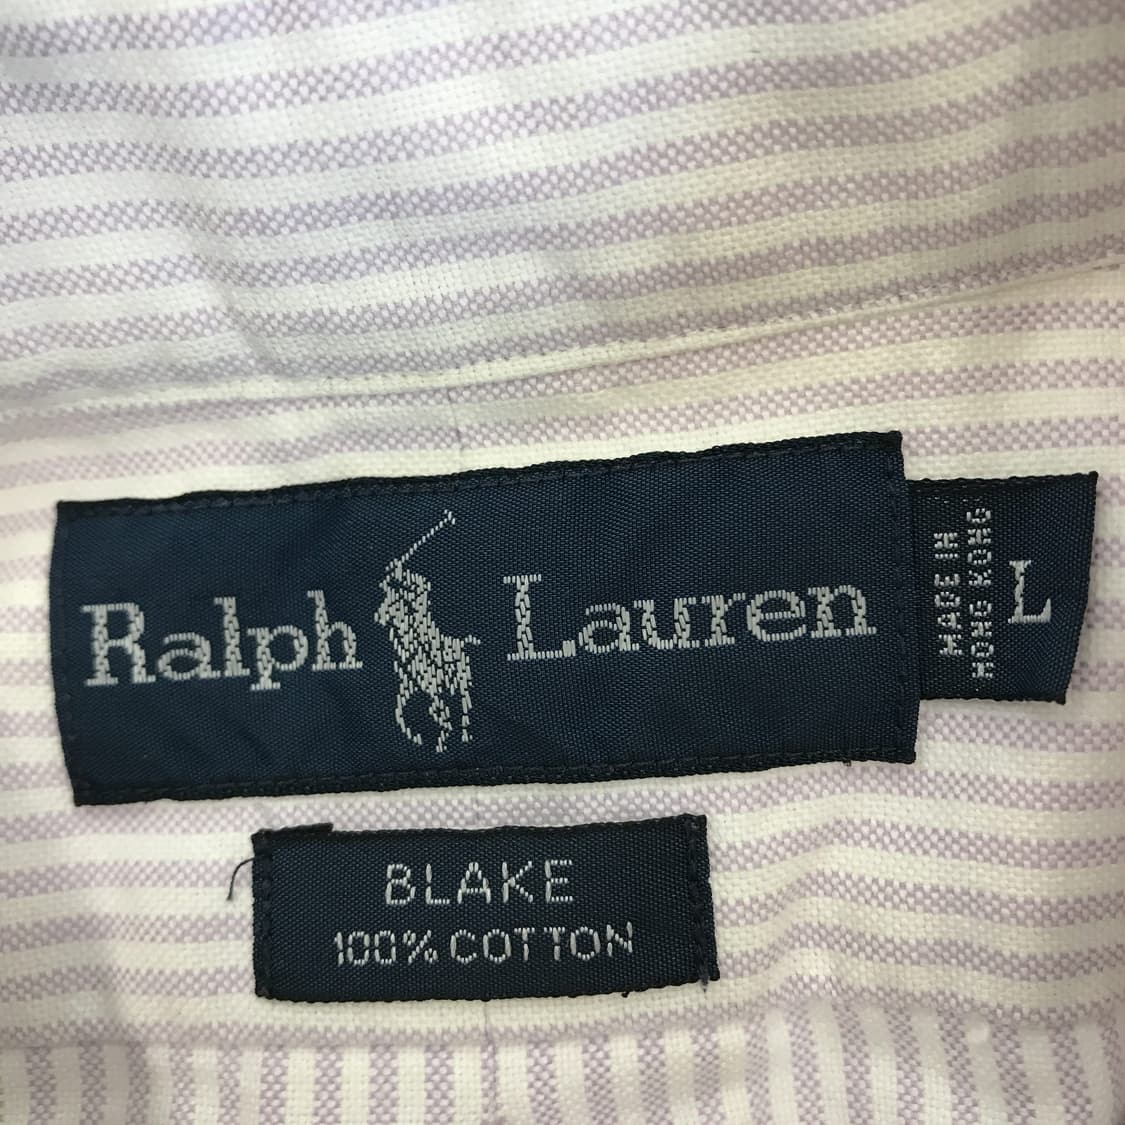 Ralph Lauren
MADE IN
HONG KONG
L
BLAKE
100% COTTON